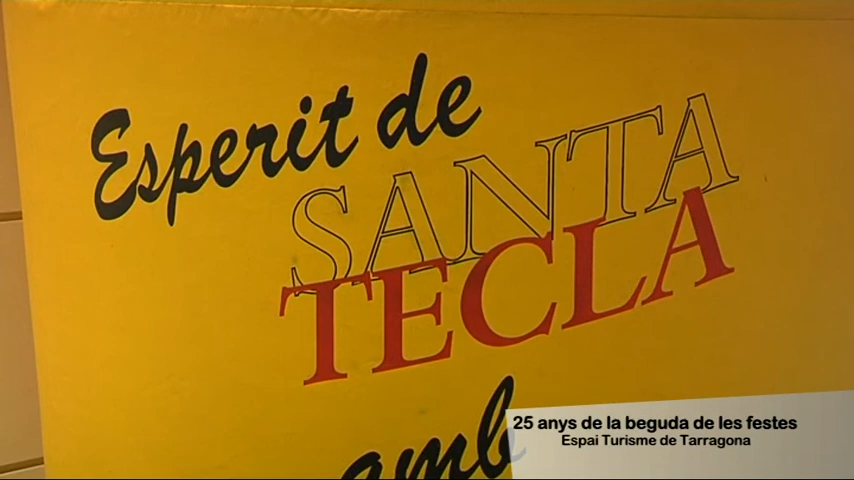 Esperit de
SANTA
TECLA
amb
25 anys de la beguda de les festes
Espai Turisme de Tarragona